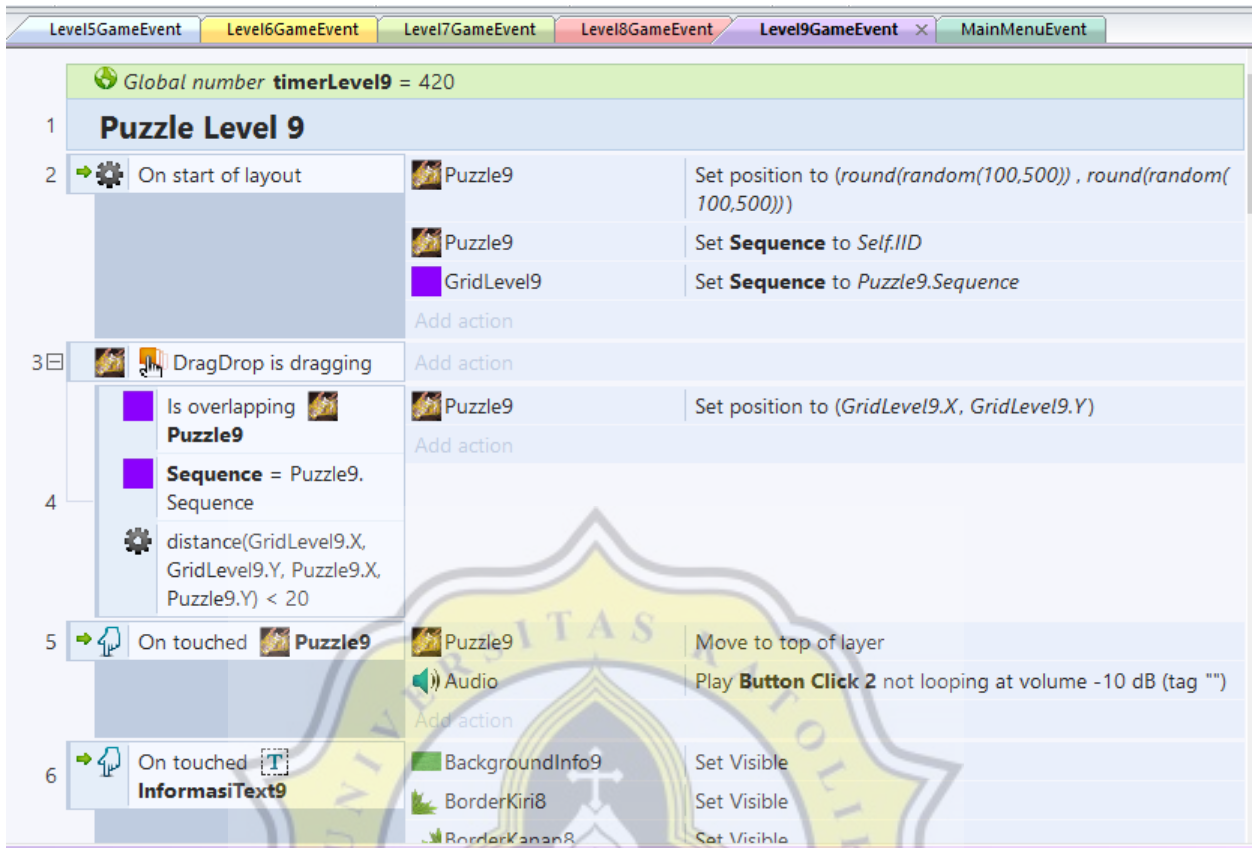 Level5GameEvent Level6GameEvent Level7GameEvent Level8GameEvent Level9GameEvent × MainMenuEvent
Global number timerLevel9 = 420
1 Puzzle Level 9
2 On start of layout Puzzle9 Set position to (round(random(100,500)) , round(random(
100,500)))
Puzzle9 Set Sequence to Self.IID
GridLevel9 Set Sequence to Puzzle9.Sequence
Add action
3 DragDrop is dragging Add action
Is overlapping Puzzle9 Set position to (GridLevel9.X, GridLevel9.Y)
Puzzle9
Add action
Sequence = Puzzle9.
4 Sequence
distance(GridLevel9.X,
GridLevel9.Y, Puzzle9.X,
Puzzle9.Y) < 20
5 On touched Puzzle9 Puzzle9 Move to top of layer
Audio Play Button Click 2 not looping at volume -10 dB (tag "")
Add action
6 On touched T BackgroundInfo9 Set Visible
InformasiText9
BorderKiri8 Set Visible
BorderKanan8 Set Visible
UNIVERSITAS KATOLIK